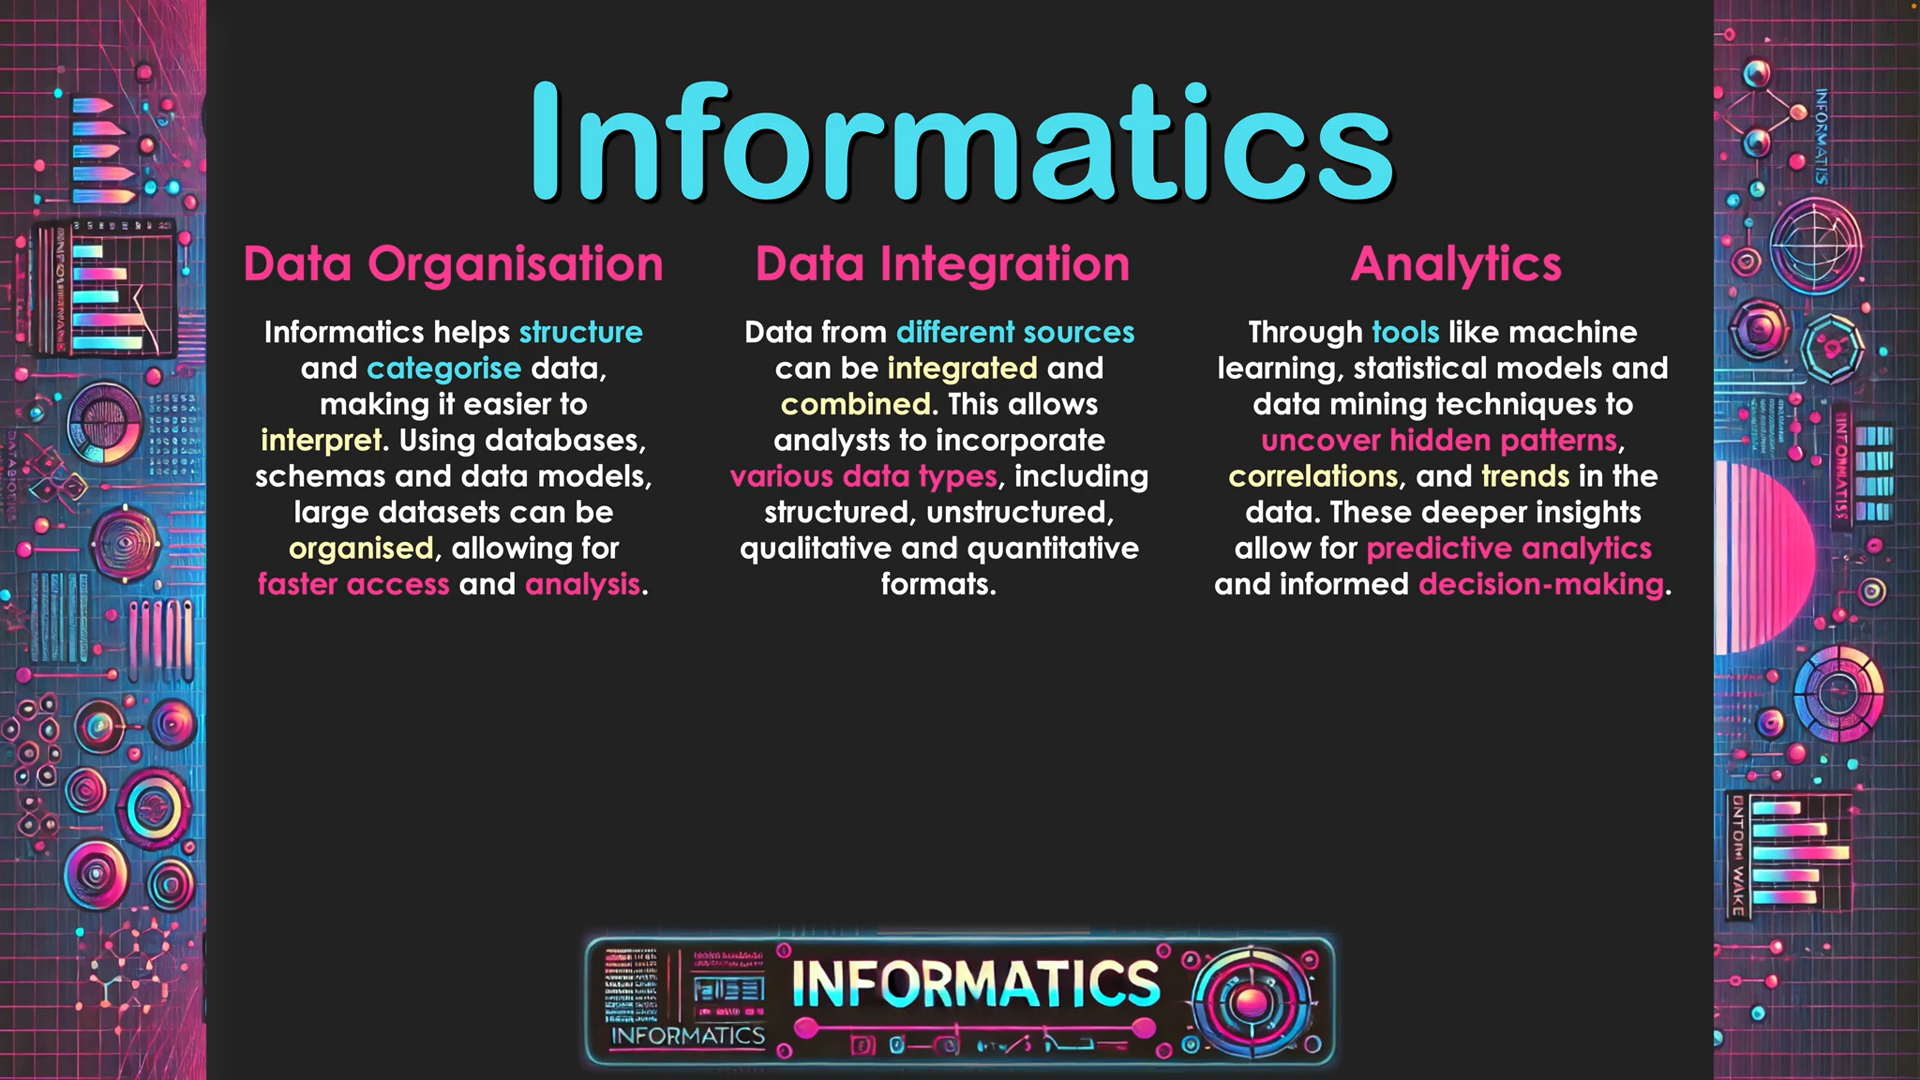 Informatics
Data Organisation
Informatics helps structure
and categorise data,
making it easier to
interpret. Using databases,
schemas and data models,
large datasets can be
organised, allowing for
faster access and analysis.
Data Integration
Data from different sources
can be integrated and
combined. This allows
analysts to incorporate
various data types, including
structured, unstructured,
qualitative and quantitative
formats.
Analytics
Through tools like machine
learning, statistical models and
data mining techniques to
uncover hidden patterns,
correlations, and trends in the
data. These deeper insights
allow for predictive analytics
and informed decision-making.
INFORMATICS
INFORMATICS